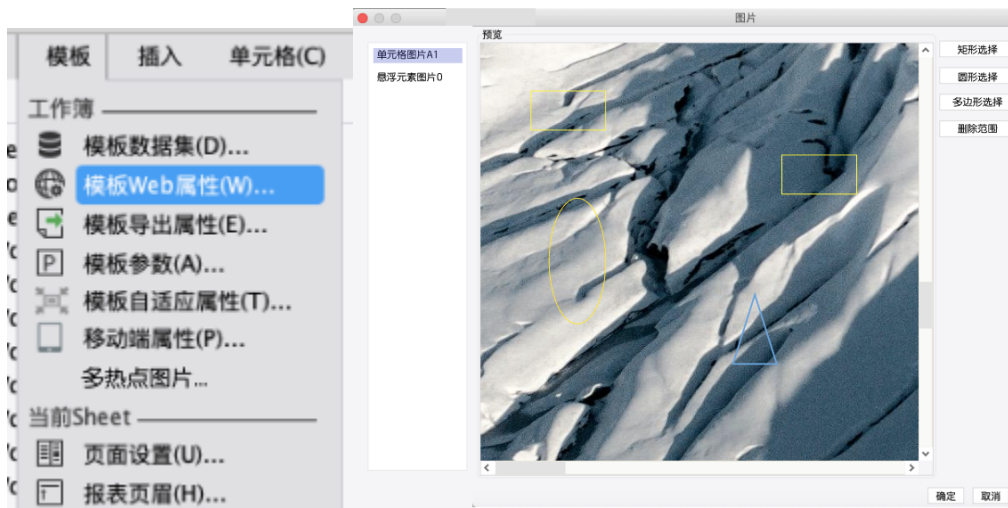 模板 插入 单元格(C)
工作簿
模板数据集(D)...
模板Web属性(W)...
模板导出属性(E)...
P 模板参数(A)...
模板自适应属性(T)...
移动端属性(P)...
多热点图片...
当前Sheet
页面设置(U)...
报表页眉(H)...
图片
单元格图片A1
悬浮元素图片0
预览
矩形选择
圆形选择
多边形选择
删除范围
确定 取消